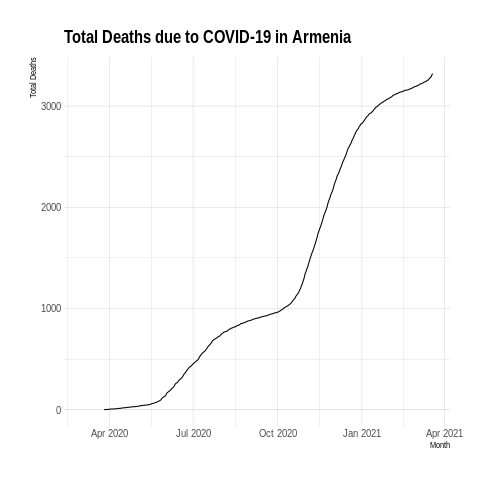 Total Deaths due to COVID-19 in Armenia
Total Deaths
3000
2000
1000
0
Apr 2020 Jul 2020 Oct 2020 Jan 2021 Apr 2021
Month